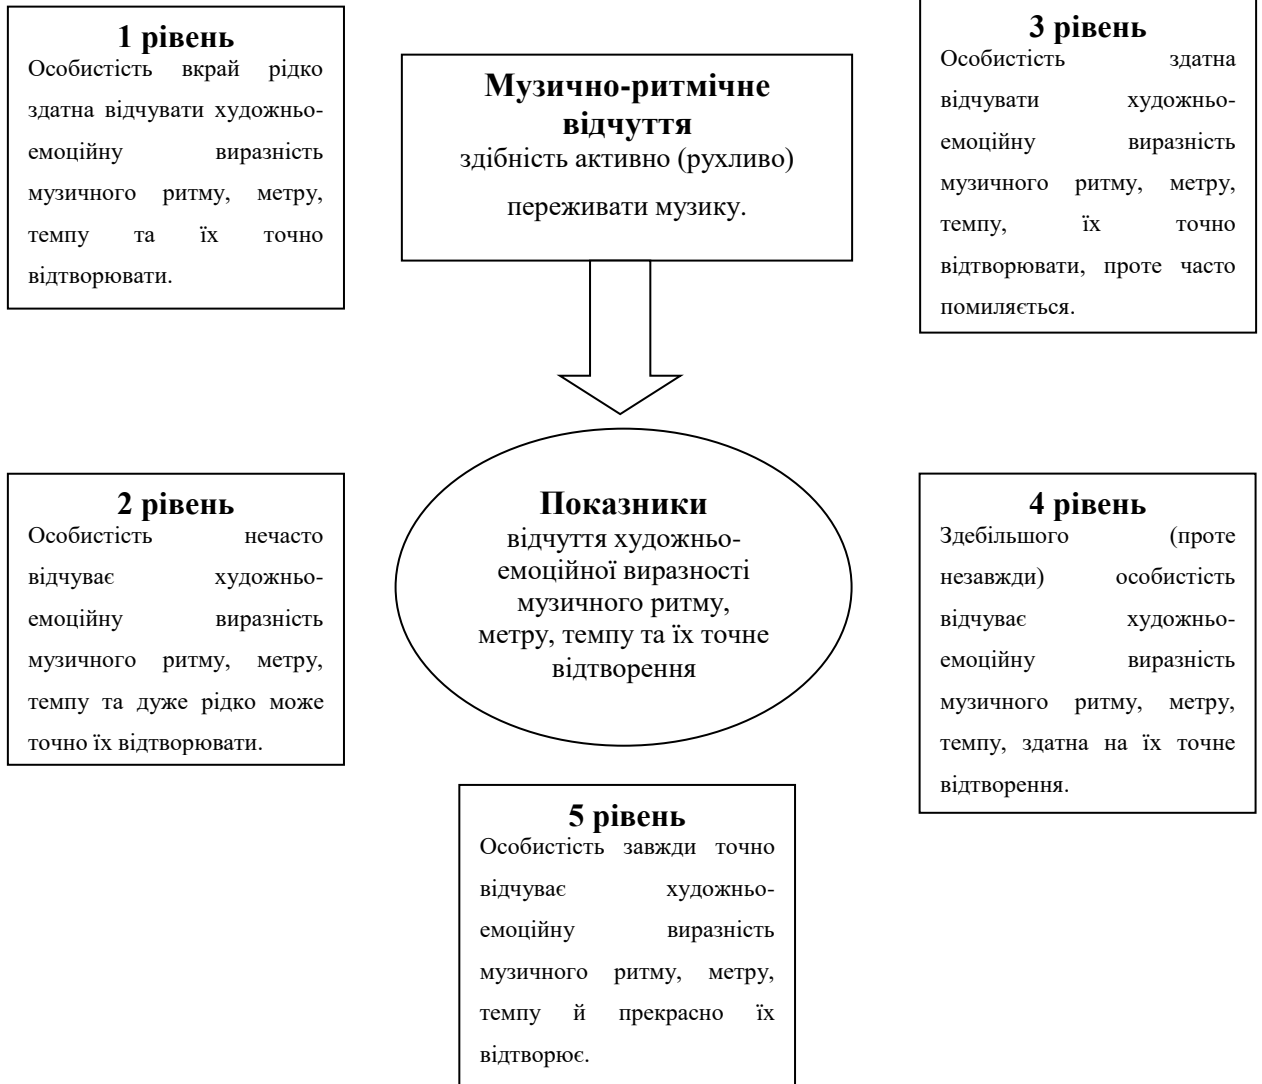 1 рівень
Особистість вкрай рідко
здатна відчувати художньо-
емоційну виразність
музичного ритму, метру,
темпу та їх точно
відтворювати.
Музично-ритмічне
відчуття
здібність активно (рухливо)
переживати музику.
3 рівень
Особистість здатна
відчувати художньо-
емоційну виразність
музичного ритму, метру,
темпу, їх точно
відтворювати, проте часто
помиляється.
2 рівень
Особистість нечасто
відчуває художньо-
емоційну виразність
музичного ритму, метру,
темпу та дуже рідко може
точно їх відтворювати.
Показники
відчуття художньо-
емоційної виразності
музичного ритму,
метру, темпу та їх точне
відтворення
4 рівень
Здебільшого (проте
незавжди) особистість
відчуває художньо-
емоційну виразність
музичного ритму, метру,
темпу, здатна на їх точне
відтворення.
5 рівень
Особистість завжди точно
відчуває художньо-
емоційну виразність
музичного ритму, метру,
темпу й прекрасно їх
відтворює.